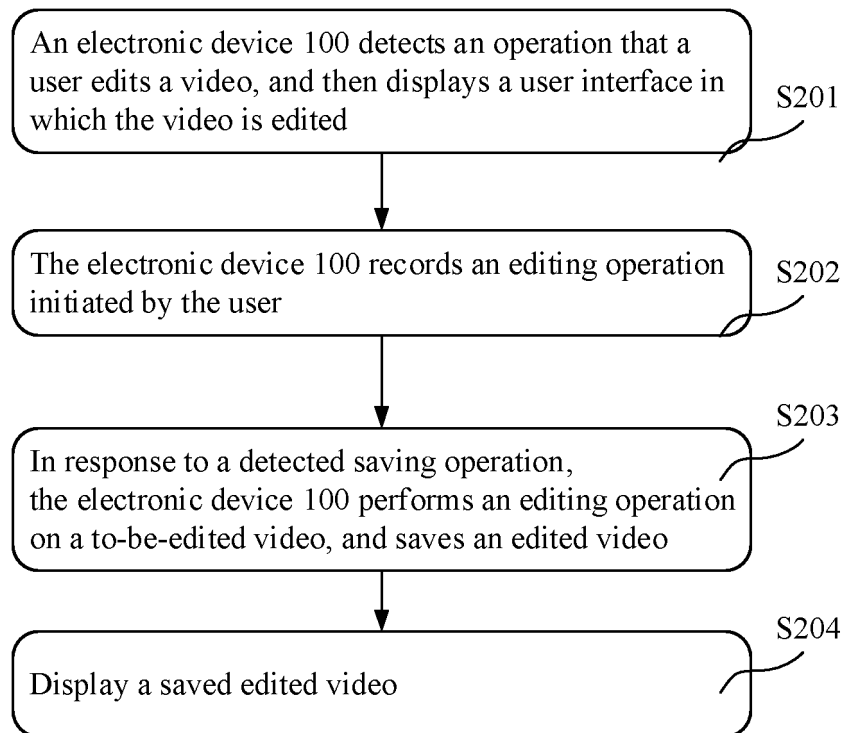 An electronic device 100 detects an operation that a
user edits a video, and then displays a user interface in
which the video is edited
S201
The electronic device 100 records an editing operation
initiated by the user
S202
In response to a detected saving operation,
the electronic device 100 performs an editing operation
on a to-be-edited video, and saves an edited video
S203
Display a saved edited video
S204